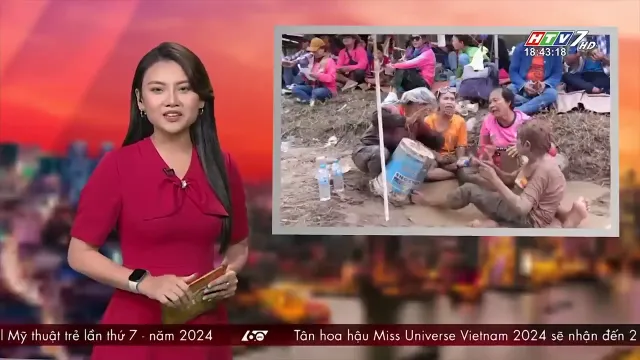 HTV7 HD
18:43:18
l Mỹ thuật trẻ lần thứ 7 - năm 2024 60 Tân hoa hậu Miss Universe Vietnam 2024 sẽ nhận đến 2